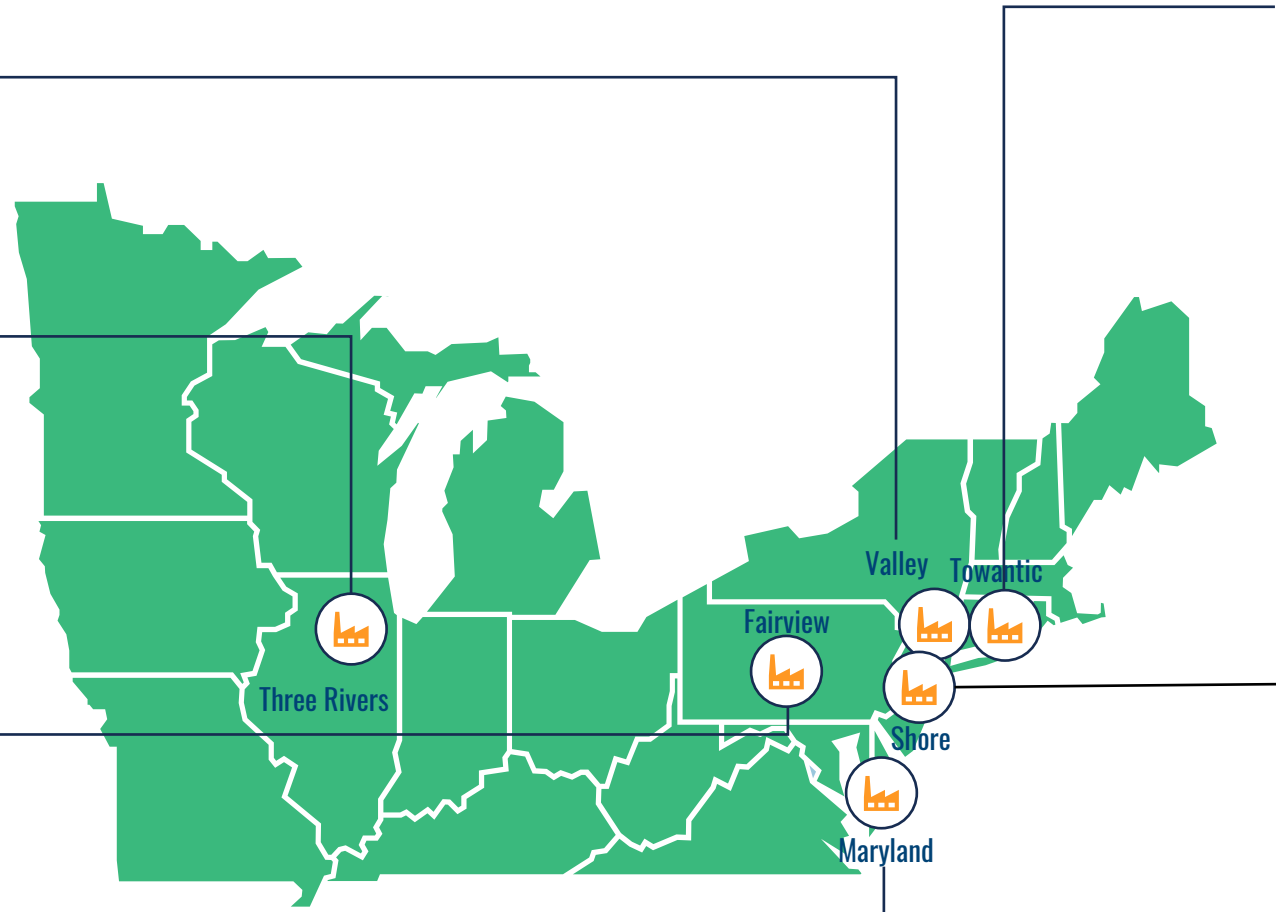 Valley
Towantic
Fairview
Three Rivers
Shore
Maryland